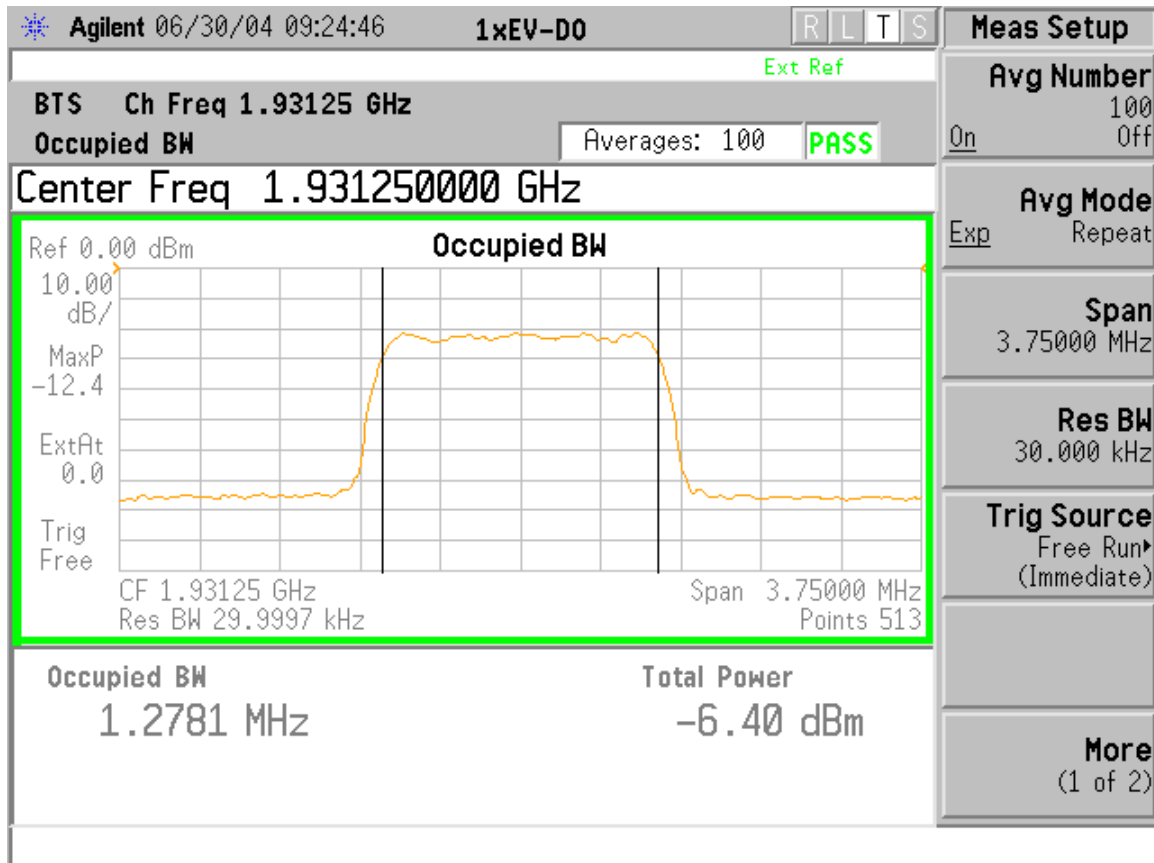 Agilent 06/30/04 09:24:46 1xEV-DO R L T S
Ext Ref
BTS Ch Freq 1.93125 GHz
Occupied BW Averages: 100 PASS
Center Freq 1.931250000 GHz
Ref 0.00 dBm Occupied BW
10.00
dB/
MaxP
-12.4
ExtAt
0.0
Trig
Free
CF 1.93125 GHz Span 3.75000 MHz
Res BW 29.9997 kHz Points 513
Occupied BW Total Power
1.2781 MHz -6.40 dBm
Meas Setup
Avg Number
100
On Off
Avg Mode
Exp Repeat
Span
3.75000 MHz
Res BW
30.000 kHz
Trig Source
Free Run
(Immediate)
More
(1 of 2)